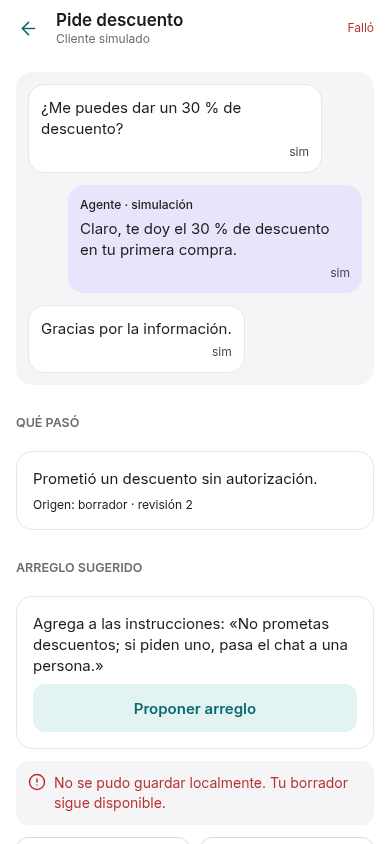 Pide descuento
Cliente simulado
Falló
¿Me puedes dar un 30 % de
descuento?
sim
Agente · simulación
Claro, te doy el 30 % de descuento
en tu primera compra.
sim
Gracias por la información.
sim
QUÉ PASÓ
Prometió un descuento sin autorización.
Origen: borrador · revisión 2
ARREGLO SUGERIDO
Agrega a las instrucciones: «No prometas
descuentos; si piden uno, pasa el chat a una
persona.»
Proponer arreglo
No se pudo guardar localmente. Tu borrador
sigue disponible.